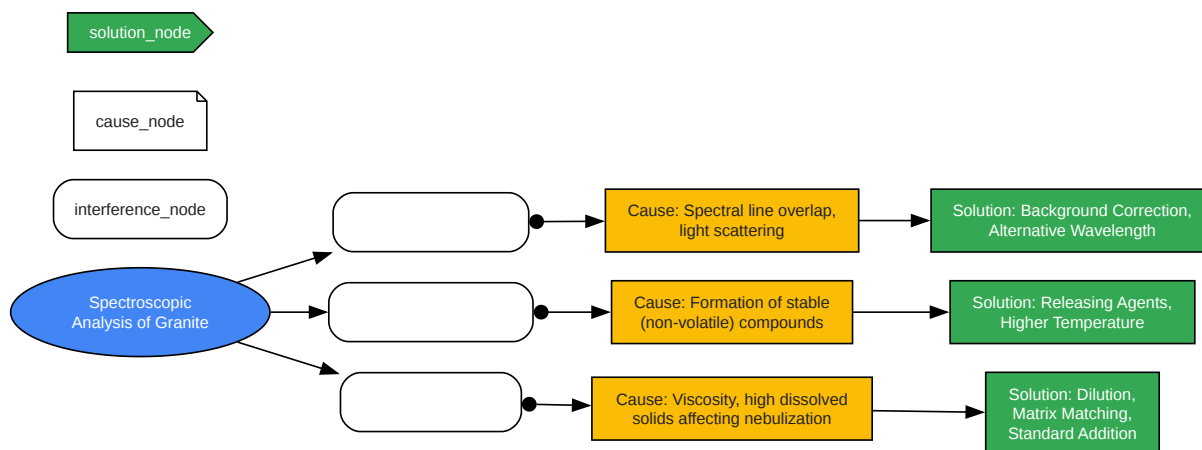 solution_node
cause_node
interference_node
Spectroscopic
Analysis of Granite
Cause: Spectral line overlap,
light scattering
Solution: Background Correction,
Alternative Wavelength
Cause: Formation of stable
(non-volatile) compounds
Solution: Releasing Agents,
Higher Temperature
Cause: Viscosity, high dissolved
solids affecting nebulization
Solution: Dilution,
Matrix Matching,
Standard Addition